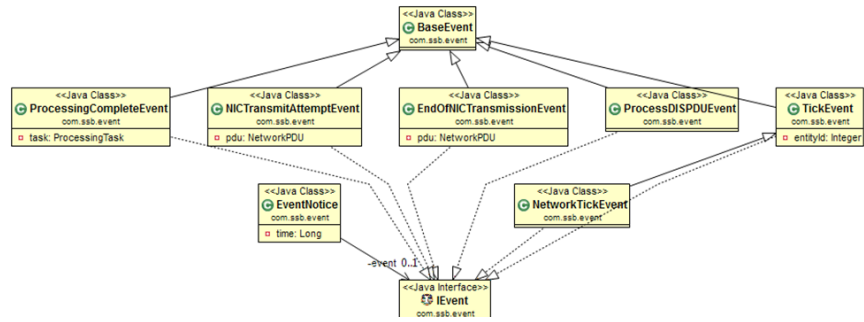 <<Java Class>>
BaseEvent
com.ssb.event
<<Java Class>>
ProcessingCompleteEvent
com.ssb.event
task: ProcessingTask
<<Java Class>>
NICTransmitAttemptEvent
com.ssb.event
pdu: NetworkPDU
<<Java Class>>
EndOfNICTransmissionEvent
com.ssb.event
pdu: NetworkPDU
<<Java Class>>
ProcessDISPDUEvent
com.ssb.event
<<Java Class>>
TickEvent
com.ssb.event
entityId: Integer
<<Java Class>>
EventNotice
com.ssb.event
time: Long
<<Java Class>>
NetworkTickEvent
com.ssb.event
-event 0..1
<<Java Interface>>
IEvent
com.ssb.event